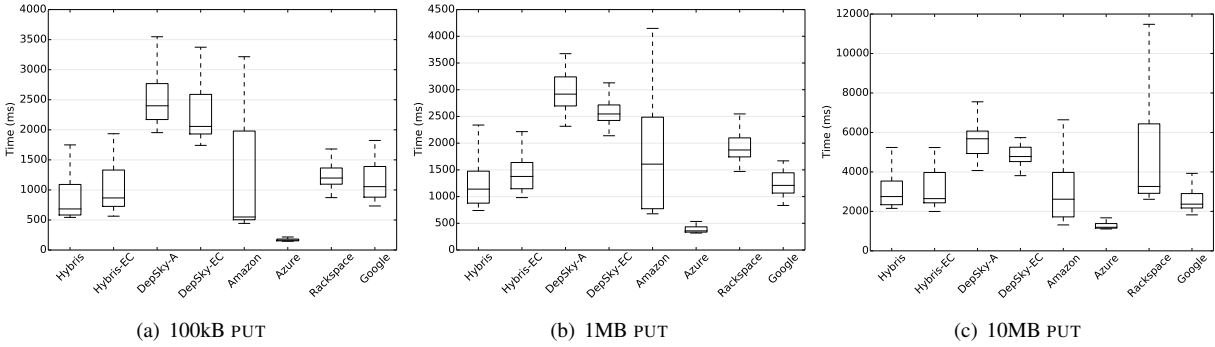 4000
3500
3000
2500
2000
1500
1000
500
0
Time (ms)
Hybris
Hybris-EC
DepSky-A
DepSky-EC
Amazon
Azure
Rackspace
Google
(a) 100kB PUT
4500
4000
3500
3000
2500
2000
1500
1000
500
0
Time (ms)
Hybris
Hybris-EC
DepSky-A
DepSky-EC
Amazon
Azure
Rackspace
Google
(b) 1MB PUT
12000
10000
8000
6000
4000
2000
0
Time (ms)
Hybris
Hybris-EC
DepSky-A
DepSky-EC
Amazon
Azure
Rackspace
Google
(c) 10MB PUT